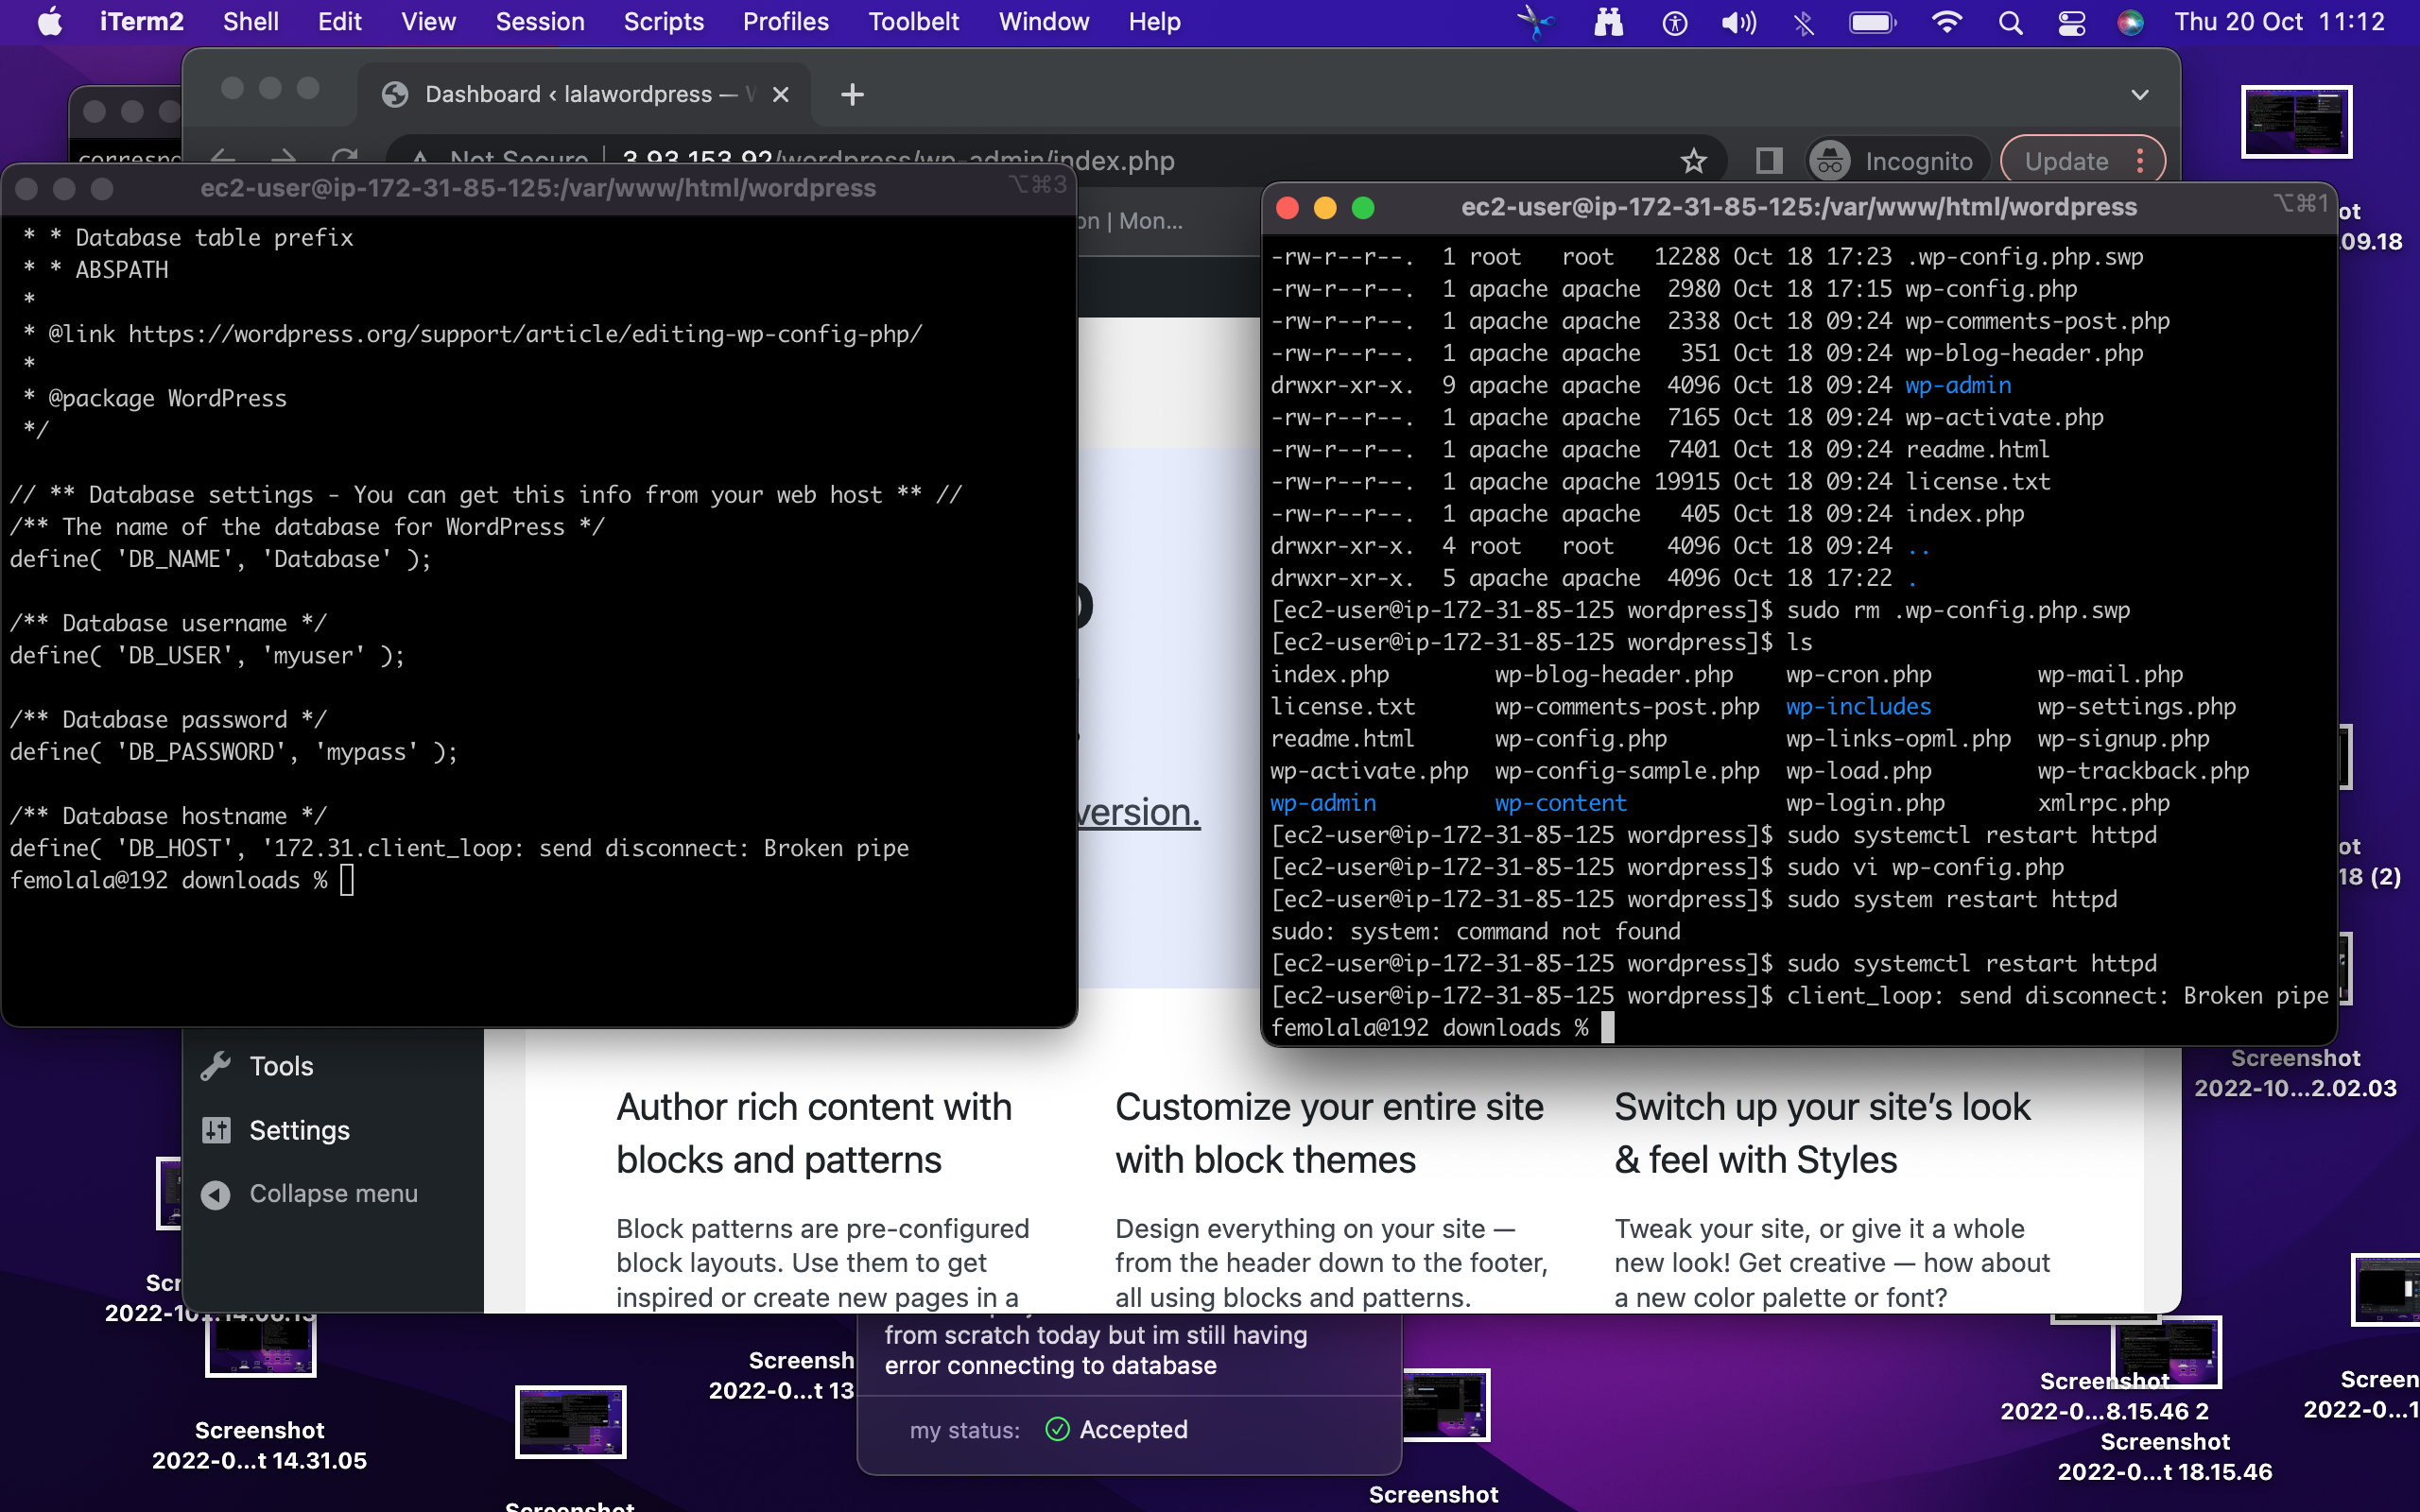 iTerm2 Shell Edit View Session Scripts Profiles Toolbelt Window Help Thu 20 Oct 11:12
Dashboard ‹ lalawordpress —
Not Secure 3.93.153.92/wordpress/wp-admin/index.php Incognito Update
ec2-user@ip-172-31-85-125:/var/www/html/wordpress ⌥⌘3
* * Database table prefix
* * ABSPATH
*
* @link https://wordpress.org/support/article/editing-wp-config-php/
*
* @package WordPress
*/
// ** Database settings - You can get this info from your web host ** //
/** The name of the database for WordPress */
define( 'DB_NAME', 'Database' );
/** Database username */
define( 'DB_USER', 'myuser' );
/** Database password */
define( 'DB_PASSWORD', 'mypass' );
/** Database hostname */
define( 'DB_HOST', '172.31.client_loop: send disconnect: Broken pipe
femolala@192 downloads %
on | Mon...
version.
ec2-user@ip-172-31-85-125:/var/www/html/wordpress ⌥⌘1
-rw-r--r--. 1 root root 12288 Oct 18 17:23 .wp-config.php.swp
-rw-r--r--. 1 apache apache 2980 Oct 18 17:15 wp-config.php
-rw-r--r--. 1 apache apache 2338 Oct 18 09:24 wp-comments-post.php
-rw-r--r--. 1 apache apache 351 Oct 18 09:24 wp-blog-header.php
drwxr-xr-x. 9 apache apache 4096 Oct 18 09:24 wp-admin
-rw-r--r--. 1 apache apache 7165 Oct 18 09:24 wp-activate.php
-rw-r--r--. 1 apache apache 7401 Oct 18 09:24 readme.html
-rw-r--r--. 1 apache apache 19915 Oct 18 09:24 license.txt
-rw-r--r--. 1 apache apache 405 Oct 18 09:24 index.php
drwxr-xr-x. 4 root root 4096 Oct 18 09:24 ..
drwxr-xr-x. 5 apache apache 4096 Oct 18 17:22 .
[ec2-user@ip-172-31-85-125 wordpress]$ sudo rm .wp-config.php.swp
[ec2-user@ip-172-31-85-125 wordpress]$ ls
index.php wp-blog-header.php wp-cron.php wp-mail.php
license.txt wp-comments-post.php wp-includes wp-settings.php
readme.html wp-config.php wp-links-opml.php wp-signup.php
wp-activate.php wp-config-sample.php wp-load.php wp-trackback.php
wp-admin wp-content wp-login.php xmlrpc.php
[ec2-user@ip-172-31-85-125 wordpress]$ sudo systemctl restart httpd
[ec2-user@ip-172-31-85-125 wordpress]$ sudo vi wp-config.php
[ec2-user@ip-172-31-85-125 wordpress]$ sudo system restart httpd
sudo: system: command not found
[ec2-user@ip-172-31-85-125 wordpress]$ sudo systemctl restart httpd
[ec2-user@ip-172-31-85-125 wordpress]$ client_loop: send disconnect: Broken pipe
femolala@192 downloads %
ot
.09.18
ot
18 (2)
Screenshot
2022-10...2.02.03
Tools
Settings
Collapse menu
Author rich content with
blocks and patterns
Block patterns are pre-configured
block layouts. Use them to get
inspired or create new pages in a
Customize your entire site
with block themes
Design everything on your site —
from the header down to the footer,
all using blocks and patterns.
Switch up your site's look
& feel with Styles
Tweak your site, or give it a whole
new look! Get creative — how about
a new color palette or font?
from scratch today but im still having
error connecting to database
my status: Accepted
Screenshot
2022-0...t 14.31.05
Screensh
2022-0...t 13
Screenshot
Screenshot
Screenshot
2022-0...8.15.46 2
Screenshot
2022-0...t 18.15.46
Screen
2022-0...1